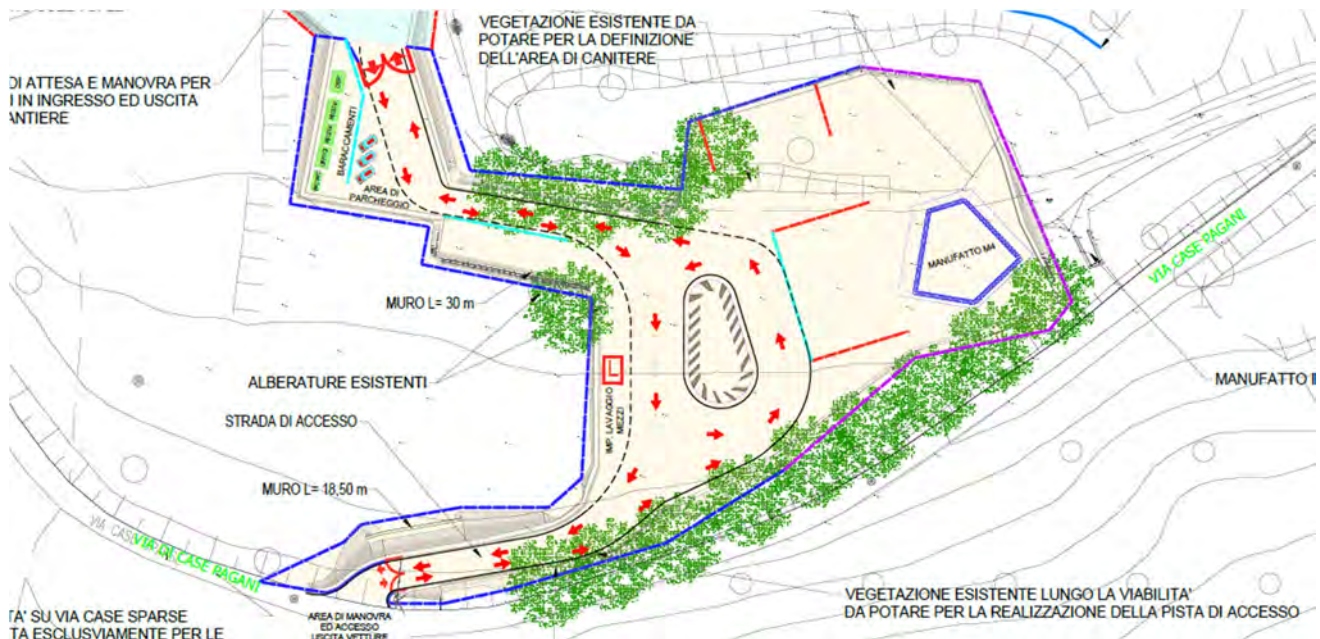 VEGETAZIONE ESISTENTE DA
POTARE PER LA DEFINIZIONE
DELL'AREA DI CANITERE
DI ATTESA E MANOVRA PER
I IN INGRESSO ED USCITA
ANTIERE
BARACCAMENTI
AREA DI
PARCHEGGIO
MANUFATTO M4
VIA CASE PAGANI
MURO L= 30 m
MANUFATTO
ALBERATURE ESISTENTI
L
IMP. LAVAGGIO
MEZZI
STRADA DI ACCESSO
MURO L= 18,50 m
VIA DI CASE PAGANI
VEGETAZIONE ESISTENTE LUNGO LA VIABILITA'
DA POTARE PER LA REALIZZAZIONE DELLA PISTA DI ACCESSO
TA' SU VIA CASE SPARSE
TA ESCLUSVIAMENTE PER LE
AREA DI MANOVRA
ED ACCESSO
USCITA VETTURE